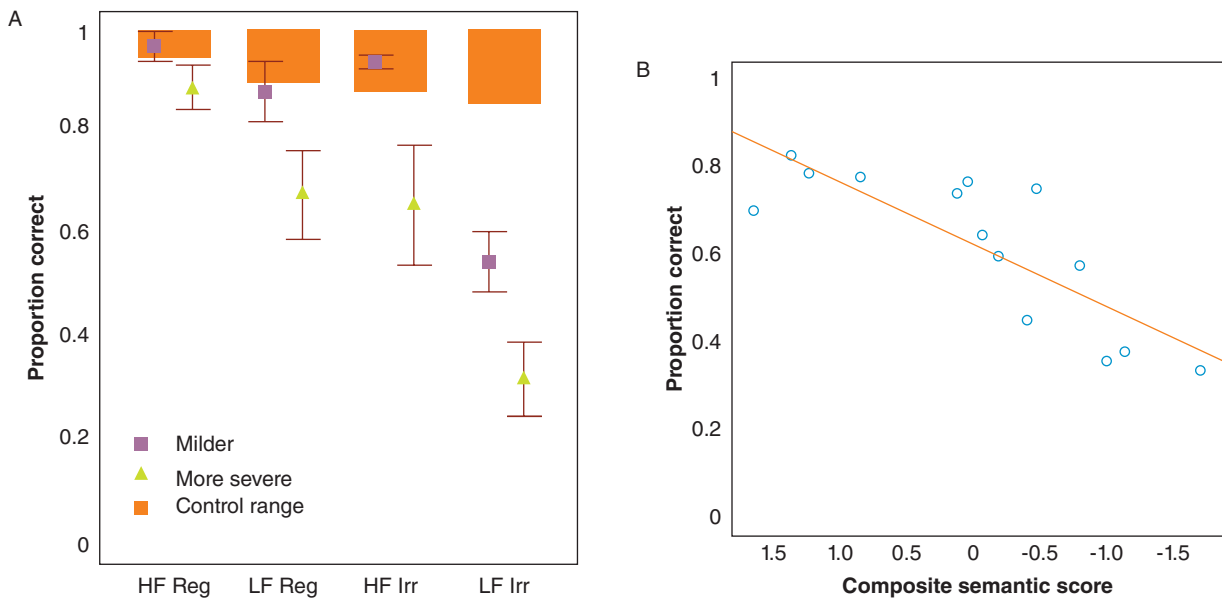 A
Proportion correct
1
0.8
0.6
0.4
0.2
0
Milder
More severe
Control range
HF Reg
LF Reg
HF Irr
LF Irr
B
Proportion correct
1
0.8
0.6
0.4
0.2
0
1.5
1.0
0.5
0
-0.5
-1.0
-1.5
Composite semantic score